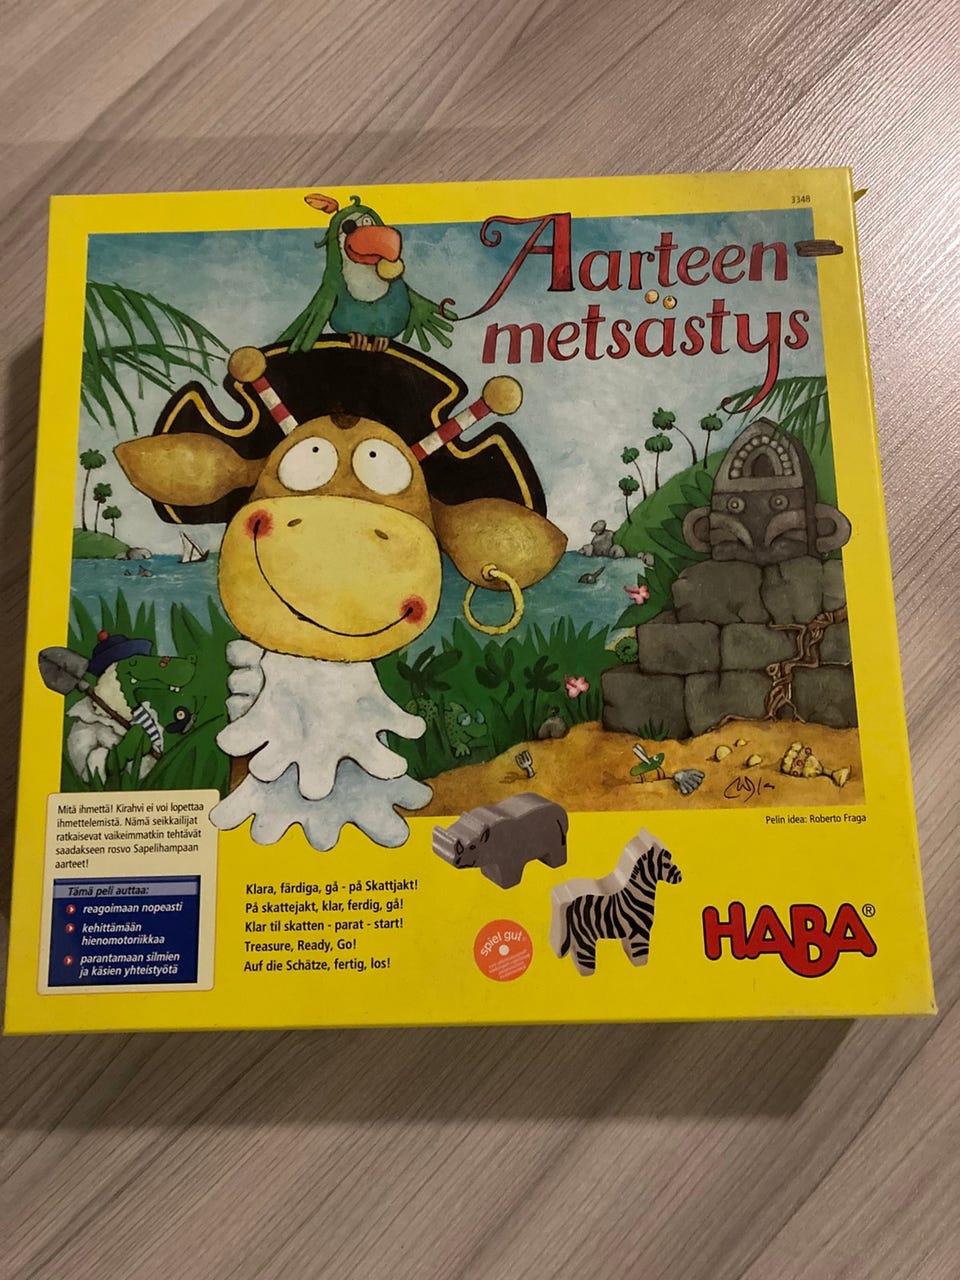 3348
Aarteen-
metsästys
Mitä ihmettä! Kirahvi ei voi lopettaa
ihmettelemistä. Nämä seikkailijat
ratkaisevat vaikeimmatkin tehtävät
saadakseen rosvo Sapelihampaan
aarteet!
Tämä peli auttaa:
reagoimaan nopeasti
kehittämään
hienomotoriikkaa
parantamaan silmien
ja käsien yhteistyötä
Pelin idea: Roberto Fraga
Klara, färdiga, gå - på Skattjakt!
På skattejakt, klar, ferdig, gå!
Klar til skatten - parat - start!
Treasure, Ready, Go!
Auf die Schätze, fertig, los!
spiel gut
HABA®